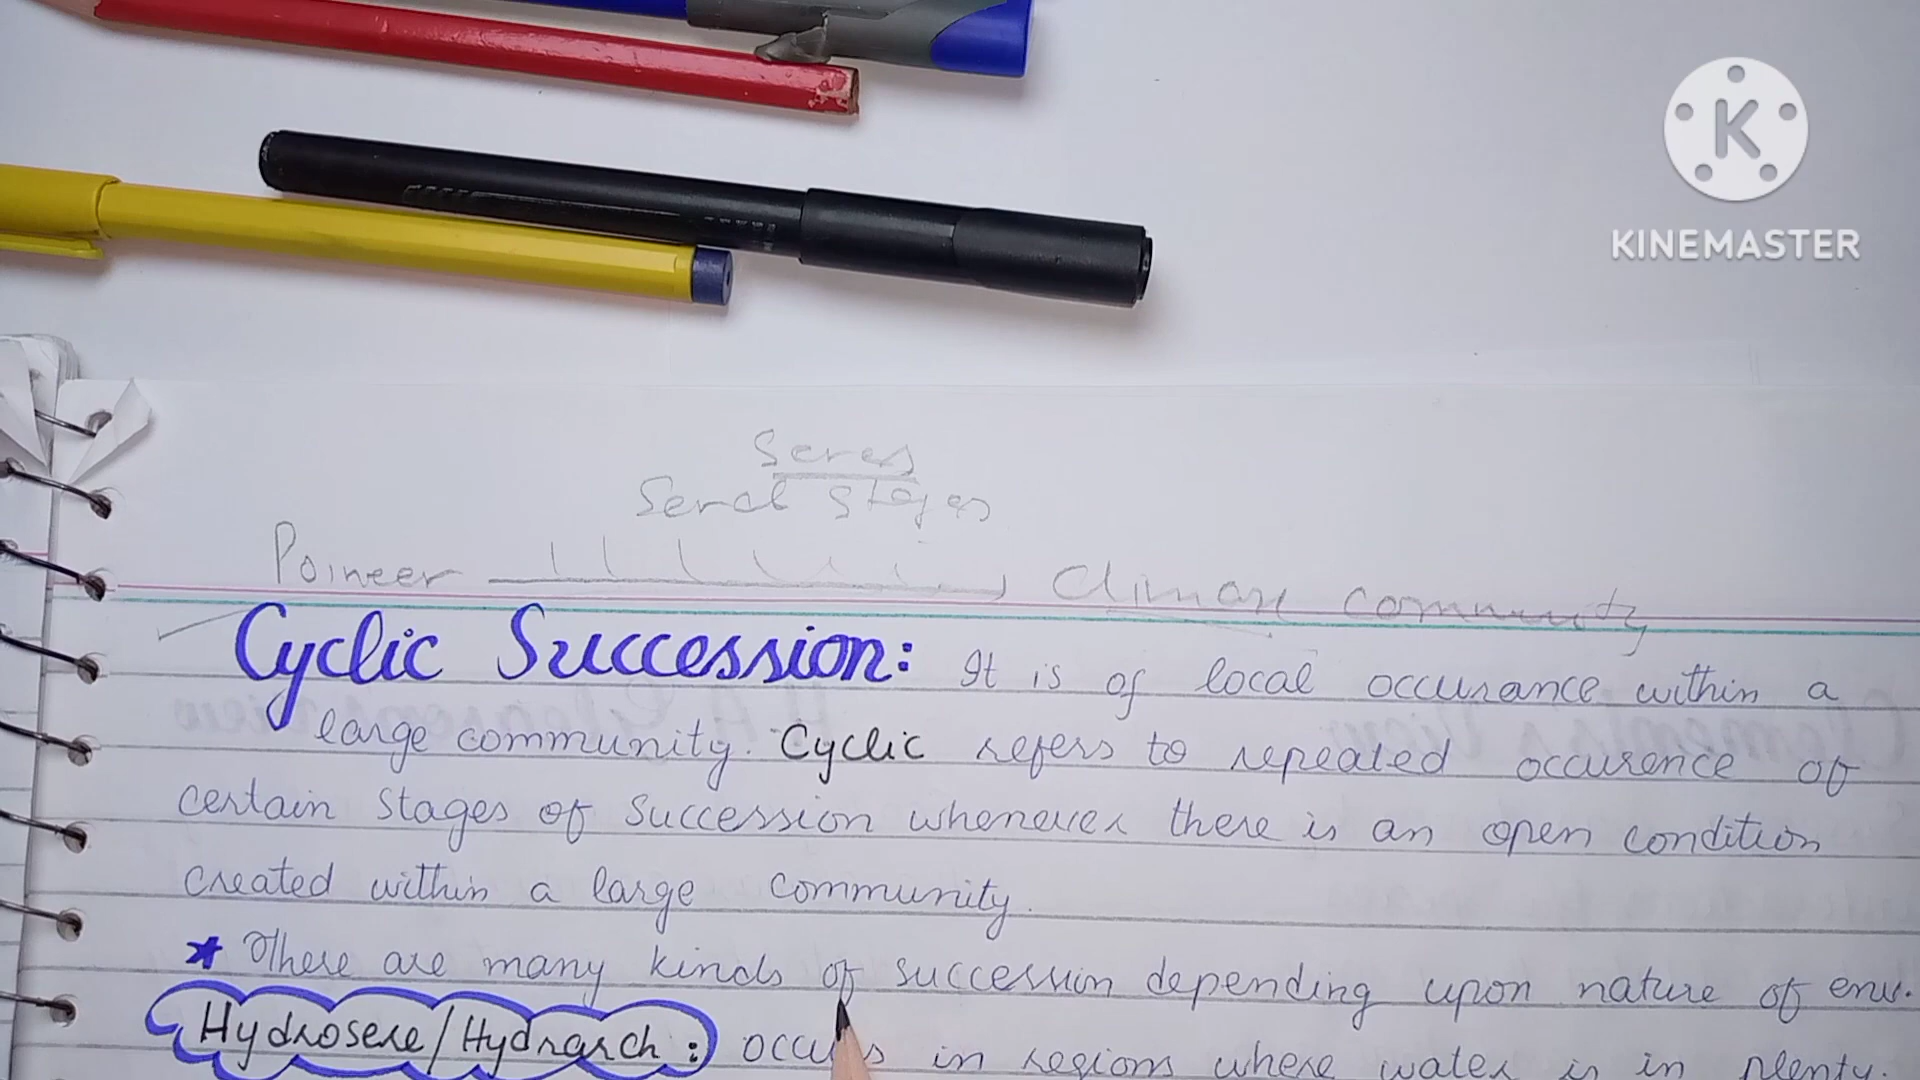 KINEMASTER
Seres
Seral stages
Poineer Climax community
Cyclic Succession: It is of local occurance within a
large community. Cyclic refers to repeated occurence of
certain stages of succession whenever there is an open condition
created within a large community.
* There are many kinds of succession depending upon nature of env.
Hydrosere/Hydrarch: occurs in regions where water is in plenty.